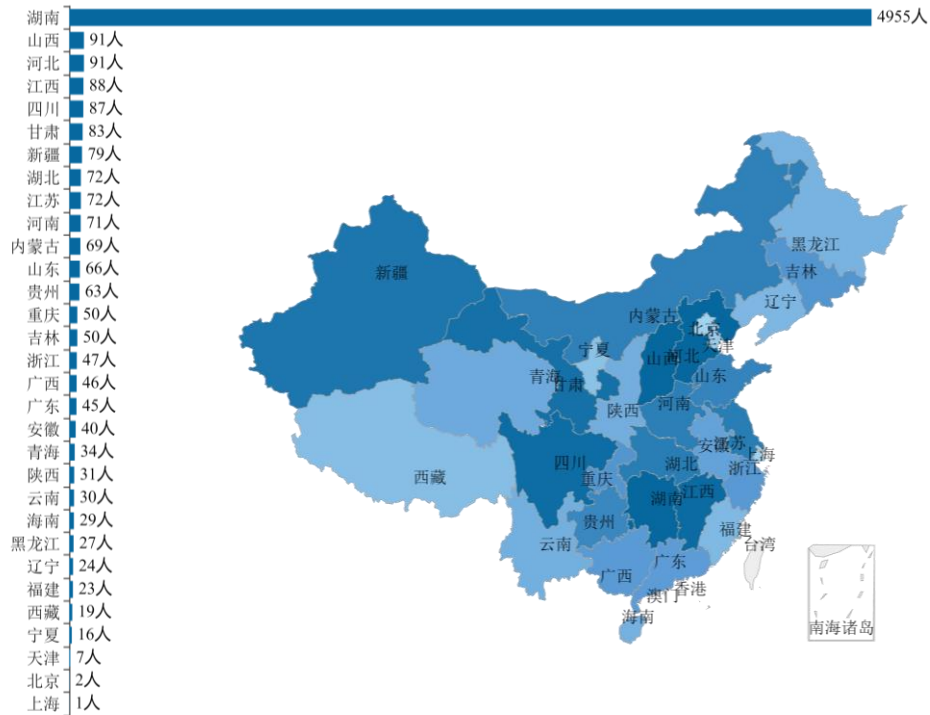 湖南 4955人
山西 91人
河北 91人
江西 88人
四川 87人
甘肃 83人
新疆 79人
湖北 72人
江苏 72人
河南 71人
内蒙古 69人
山东 66人
贵州 63人
重庆 50人
吉林 50人
浙江 47人
广西 46人
广东 45人
安徽 40人
青海 34人
陕西 31人
云南 30人
海南 29人
黑龙江 27人
辽宁 24人
福建 23人
西藏 19人
宁夏 16人
天津 7人
北京 2人
上海 1人
黑龙江
吉林
新疆
辽宁
内蒙古
北京
天津
宁夏
山西
河北
青海
甘肃
山东
陕西
河南
安徽
江苏
上海
四川
湖北
浙江
西藏
重庆
湖南
江西
贵州
福建
云南
台湾
广东
广西
香港
澳门
海南
南海诸岛